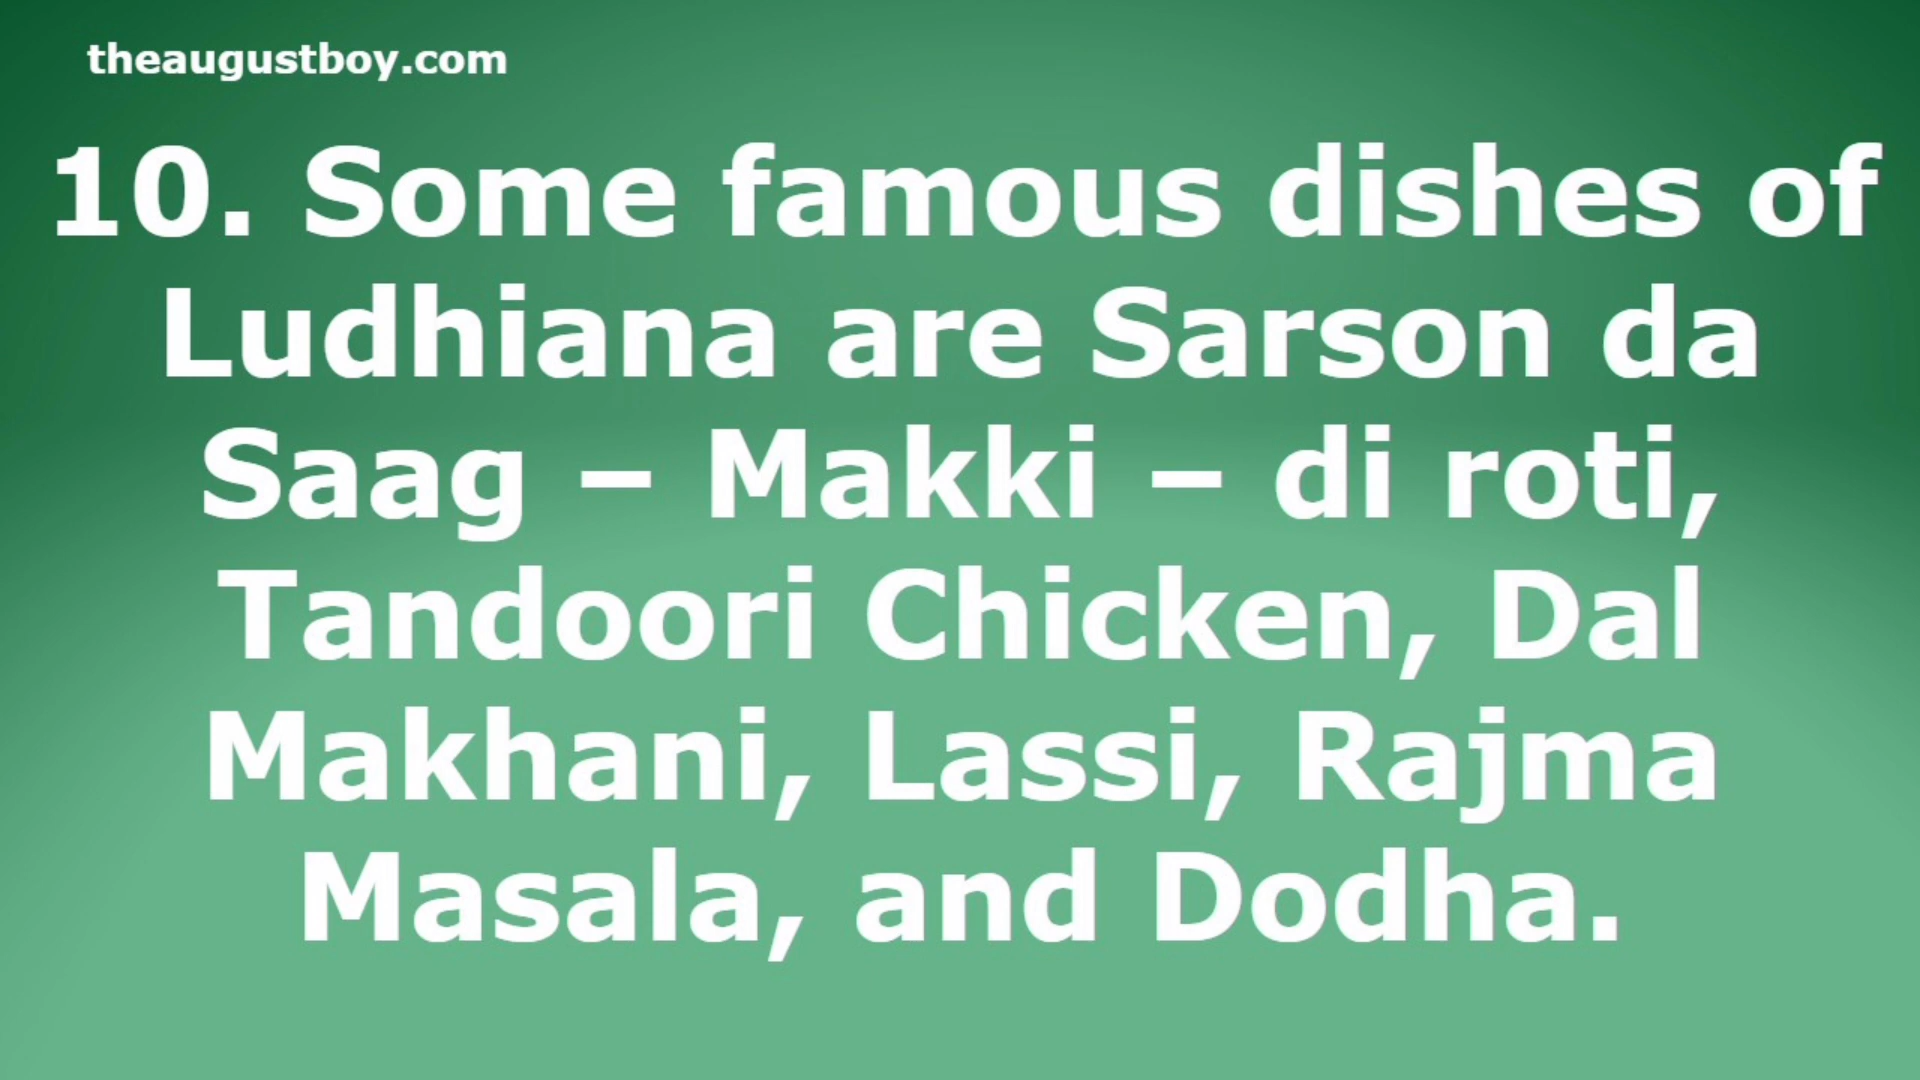 theaugustboy.com
10. Some famous dishes of
Ludhiana are Sarson da
Saag – Makki – di roti,
Tandoori Chicken, Dal
Makhani, Lassi, Rajma
Masala, and Dodha.